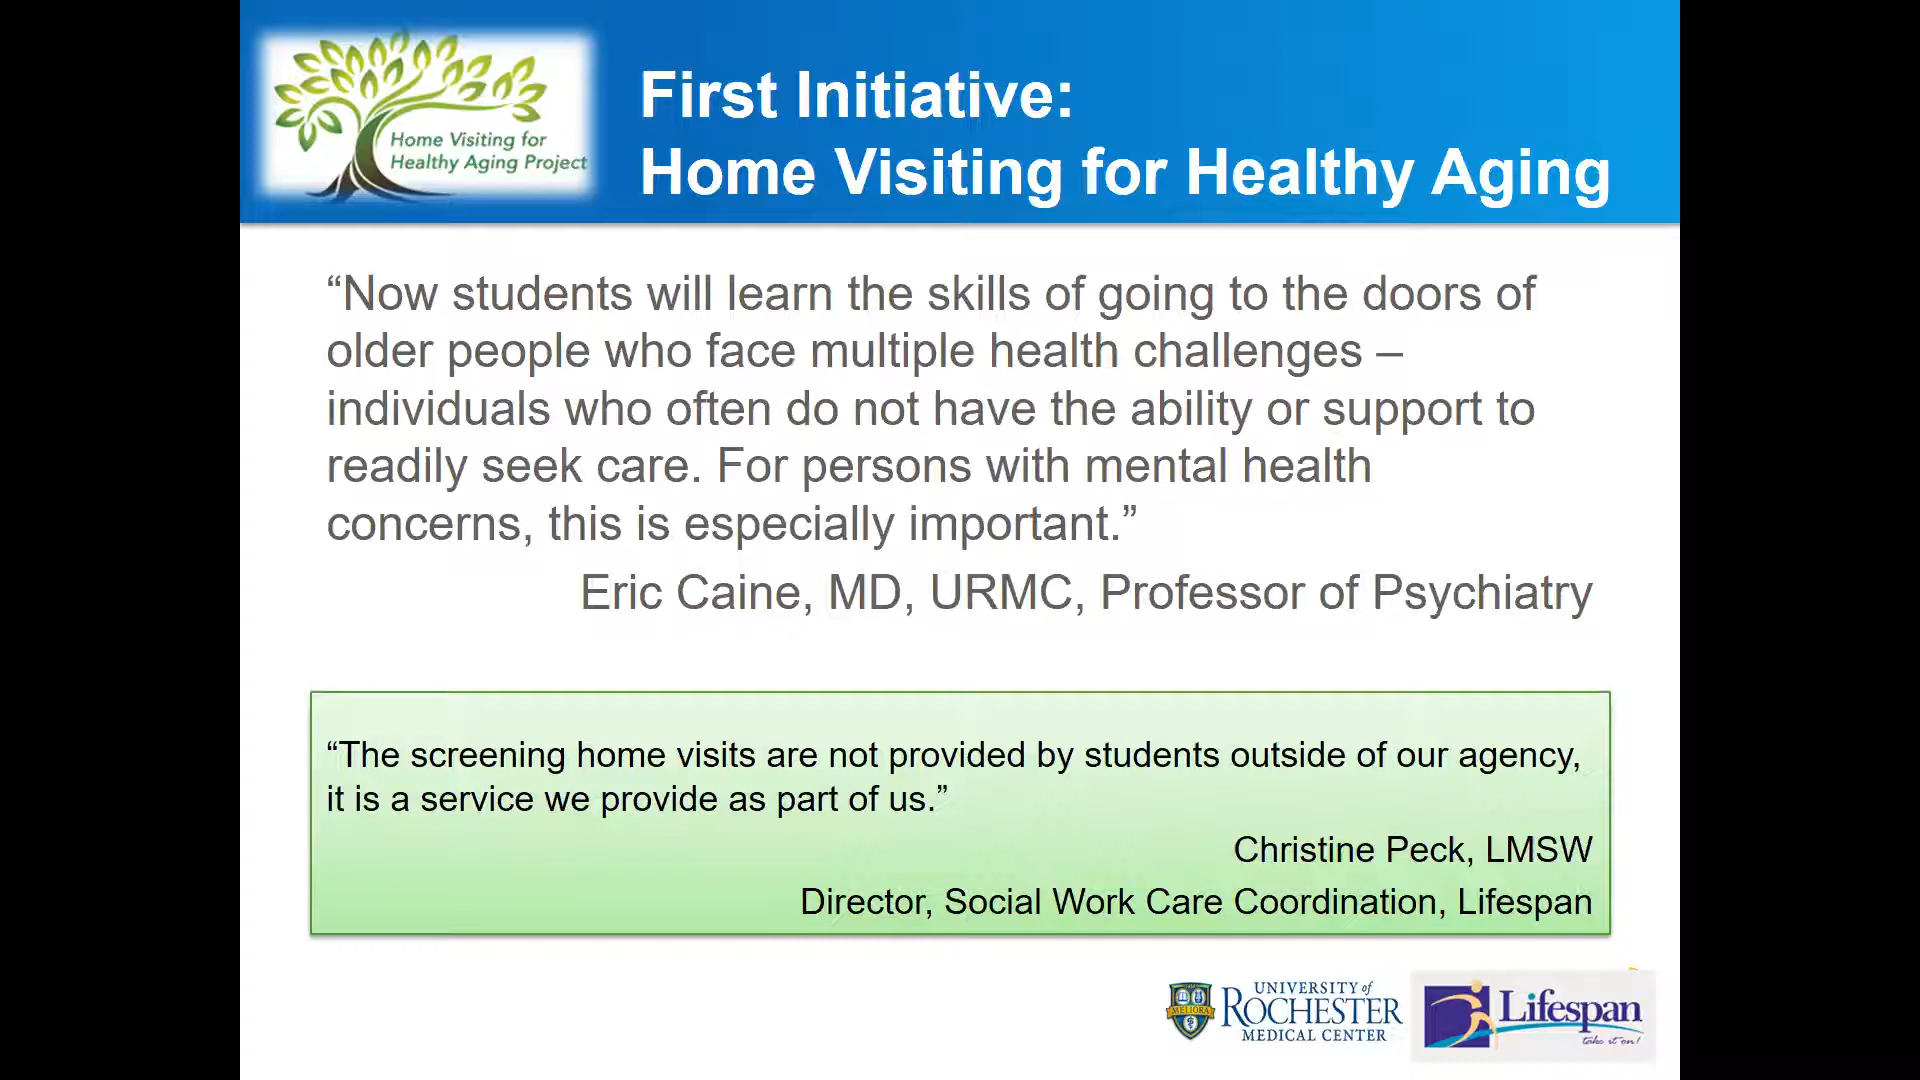 Home Visiting for
Healthy Aging Project
First Initiative:
Home Visiting for Healthy Aging
“Now students will learn the skills of going to the doors of
older people who face multiple health challenges –
individuals who often do not have the ability or support to
readily seek care. For persons with mental health
concerns, this is especially important.”
Eric Caine, MD, URMC, Professor of Psychiatry
“The screening home visits are not provided by students outside of our agency,
it is a service we provide as part of us.”
Christine Peck, LMSW
Director, Social Work Care Coordination, Lifespan
MELIORA
UNIVERSITY of
ROCHESTER
MEDICAL CENTER
Lifespan
take it on!